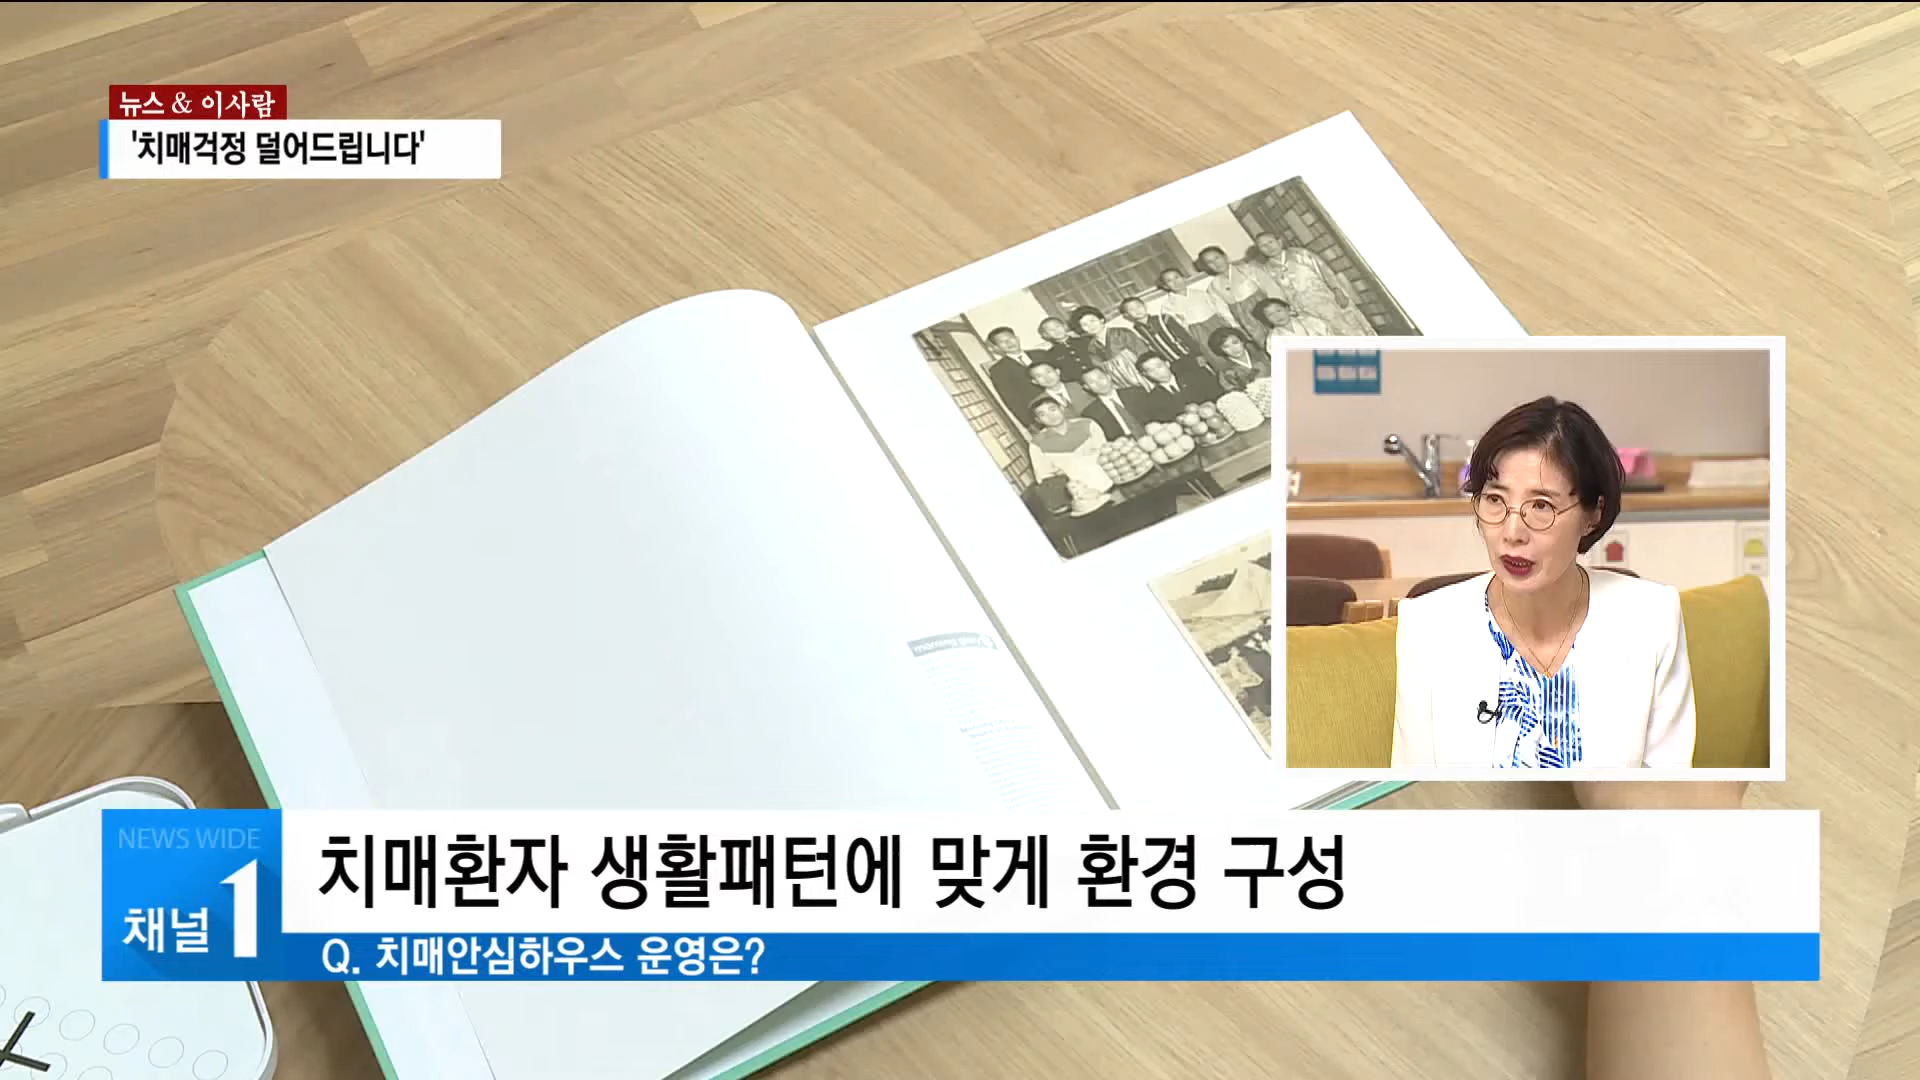 뉴스 & 이사람
'치매걱정 덜어드립니다'
NEWS WIDE
채널 1
치매환자 생활패턴에 맞게 환경 구성
Q. 치매안심하우스 운영은?